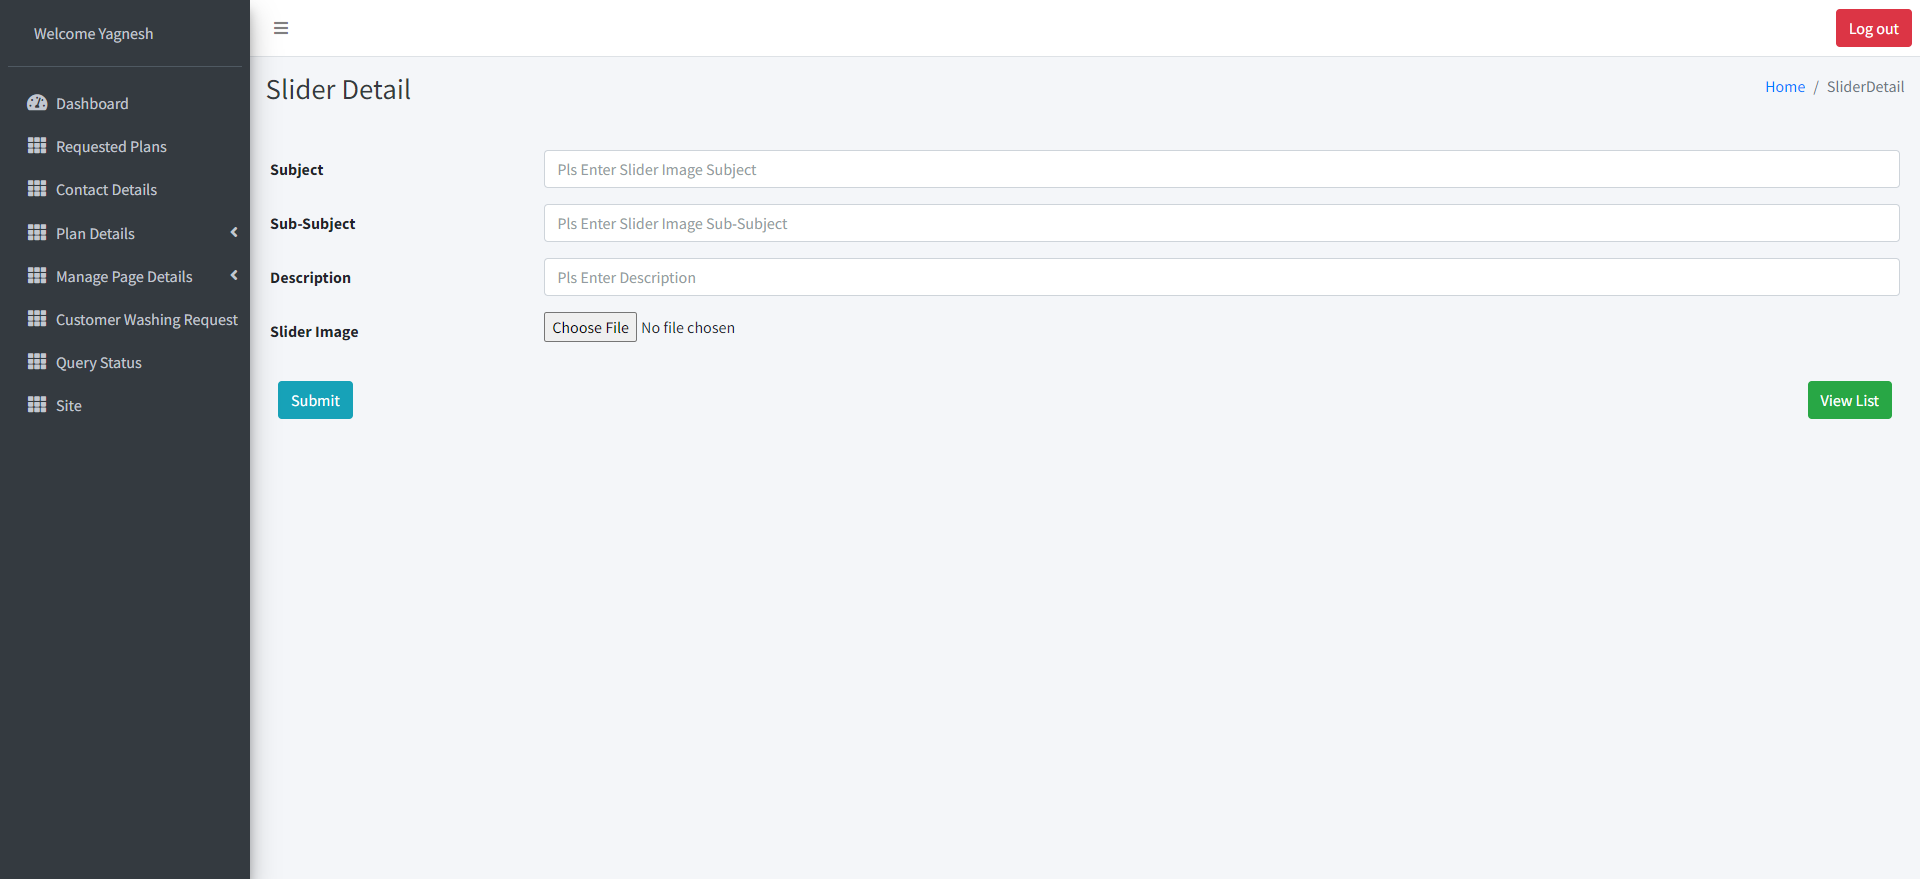 Welcome Yagnesh
Dashboard
Requested Plans
Contact Details
Plan Details
Manage Page Details
Customer Washing Request
Query Status
Site
Log out
Slider Detail
Home / SliderDetail
Subject
Pls Enter Slider Image Subject
Sub-Subject
Pls Enter Slider Image Sub-Subject
Description
Pls Enter Description
Slider Image
Choose File No file chosen
Submit
View List